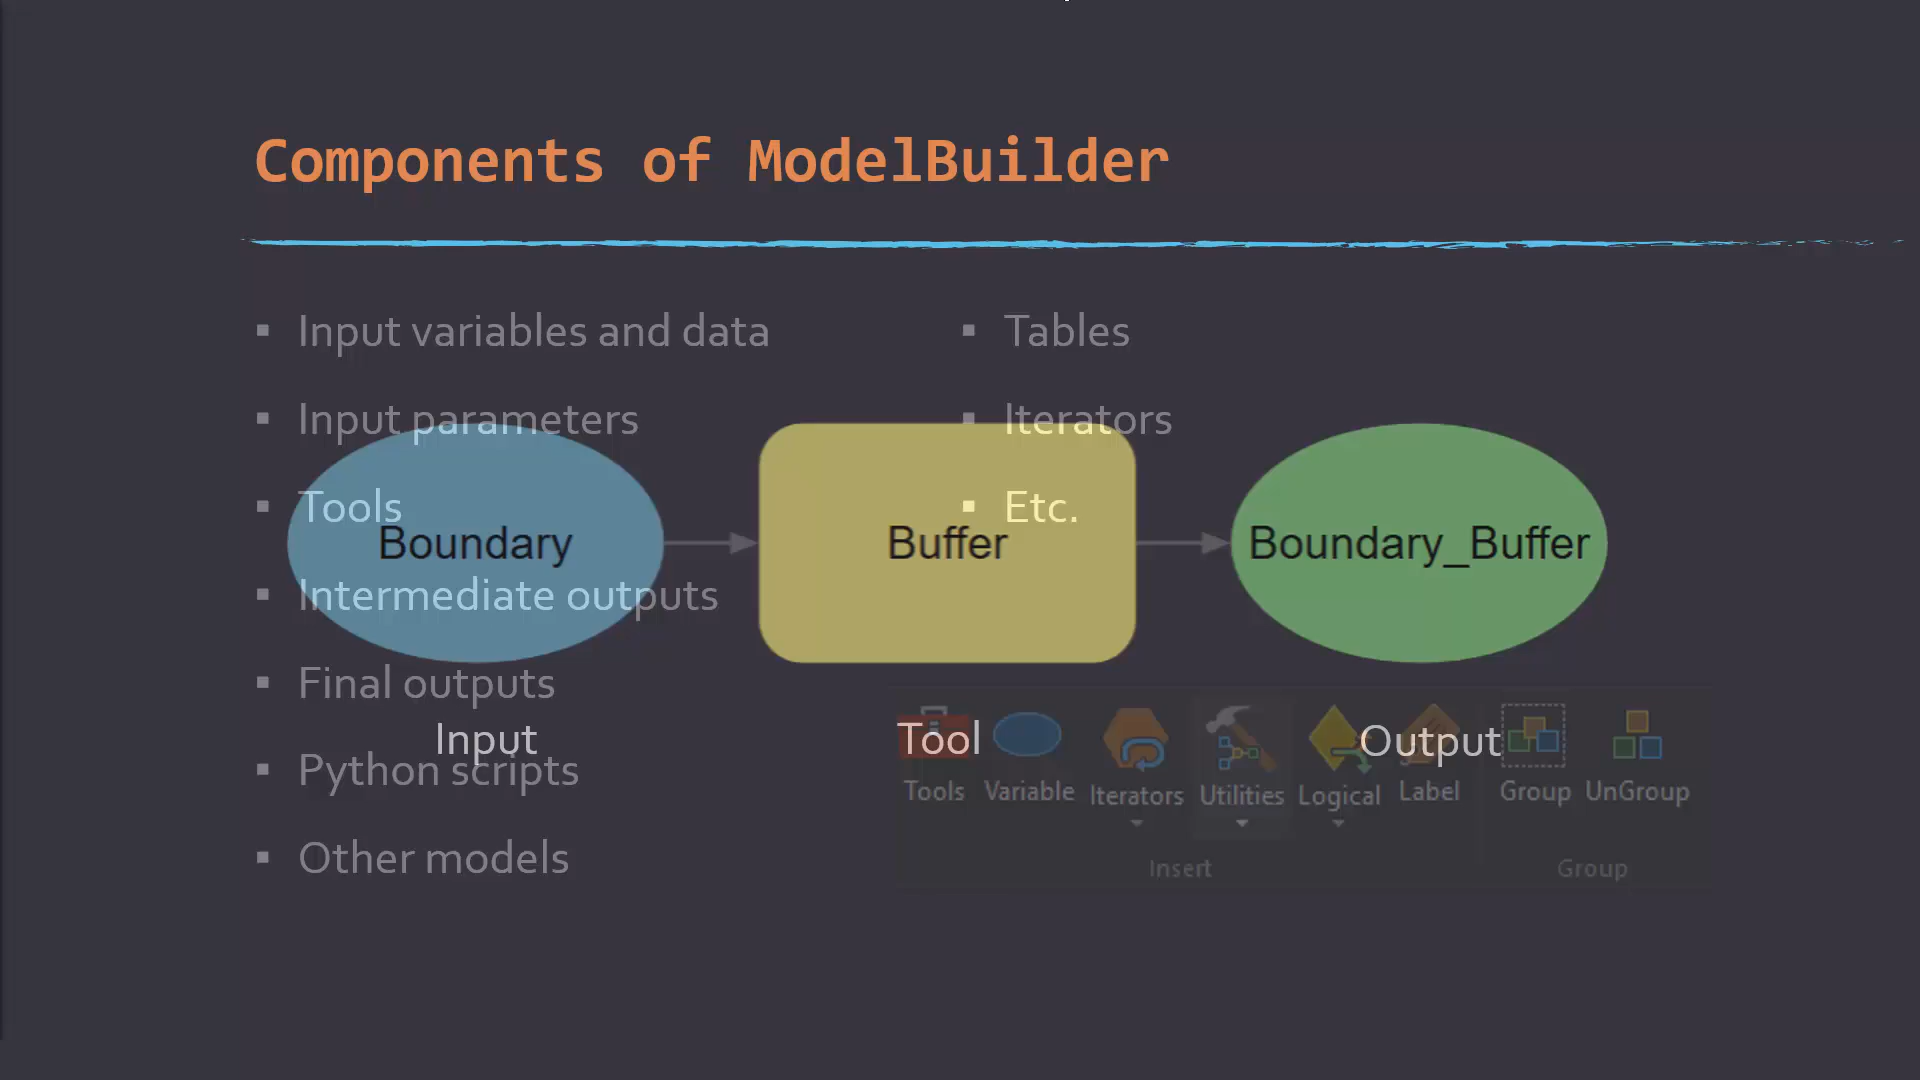 Components of ModelBuilder
Input variables and data
Input parameters
Tools
Intermediate outputs
Final outputs
Python scripts
Other models
Tables
Iterators
Etc.
Boundary
Buffer
Boundary_Buffer
Input
Tool
Output
Tools
Variable
Iterators
Utilities
Logical
Label
Group
UnGroup
Insert
Group